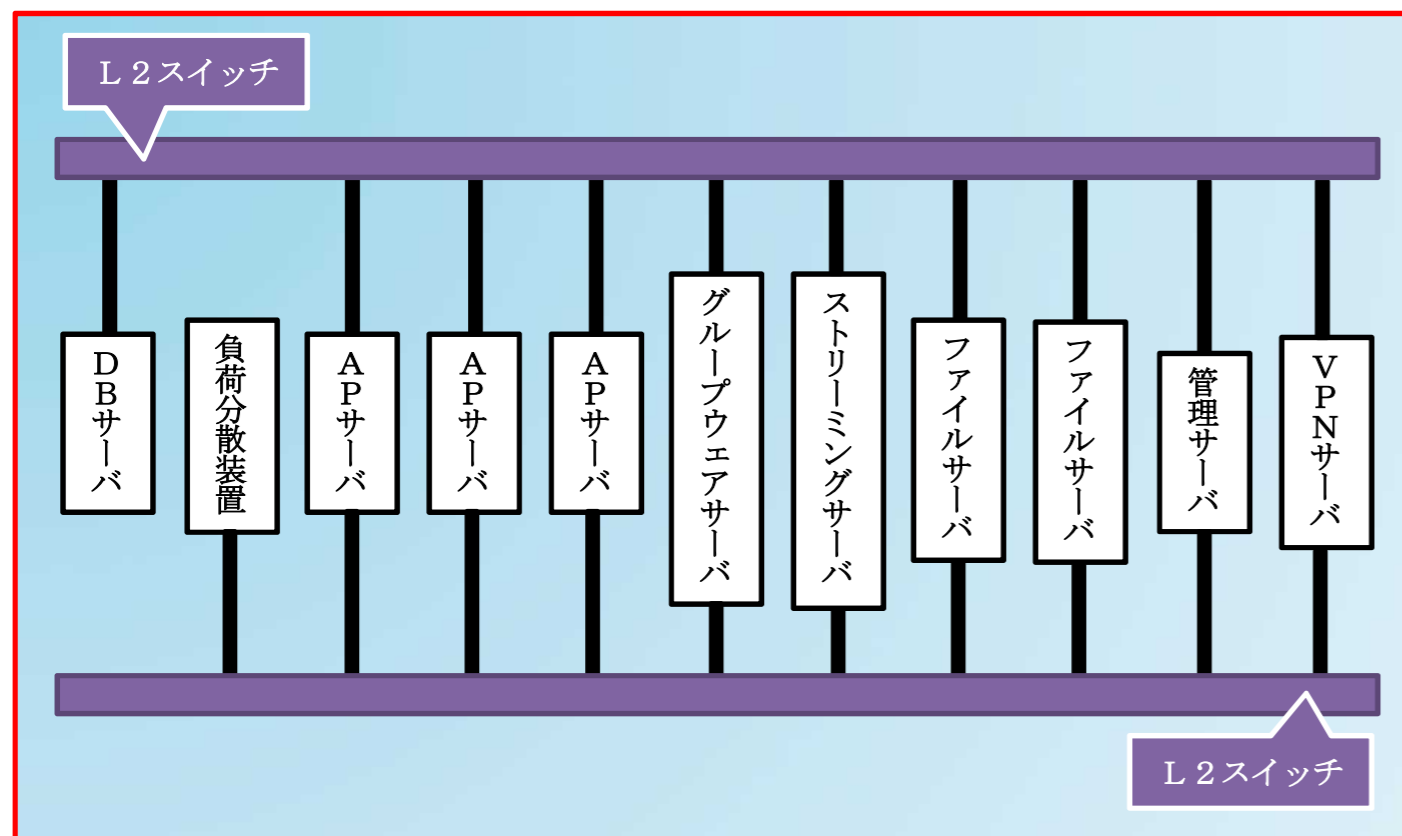 L2スイッチ
DBサーバ
負荷分散装置
APサーバ
APサーバ
APサーバ
グループウェアサーバ
ストリーミングサーバ
ファイルサーバ
ファイルサーバ
管理サーバ
VPNサーバ
L2スイッチ